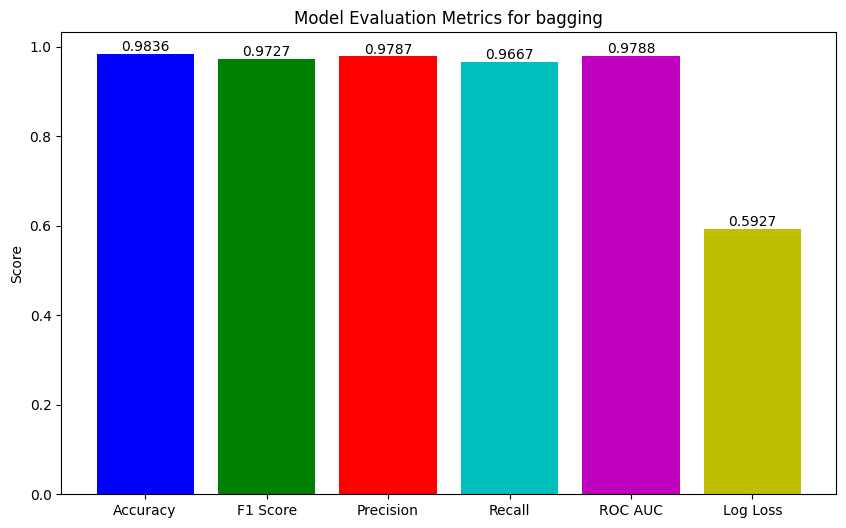 Model Evaluation Metrics for bagging
0.9836
0.9727
0.9787
0.9667
0.9788
0.5927
1.0
0.8
0.6
0.4
0.2
0.0
Score
Accuracy
F1 Score
Precision
Recall
ROC AUC
Log Loss